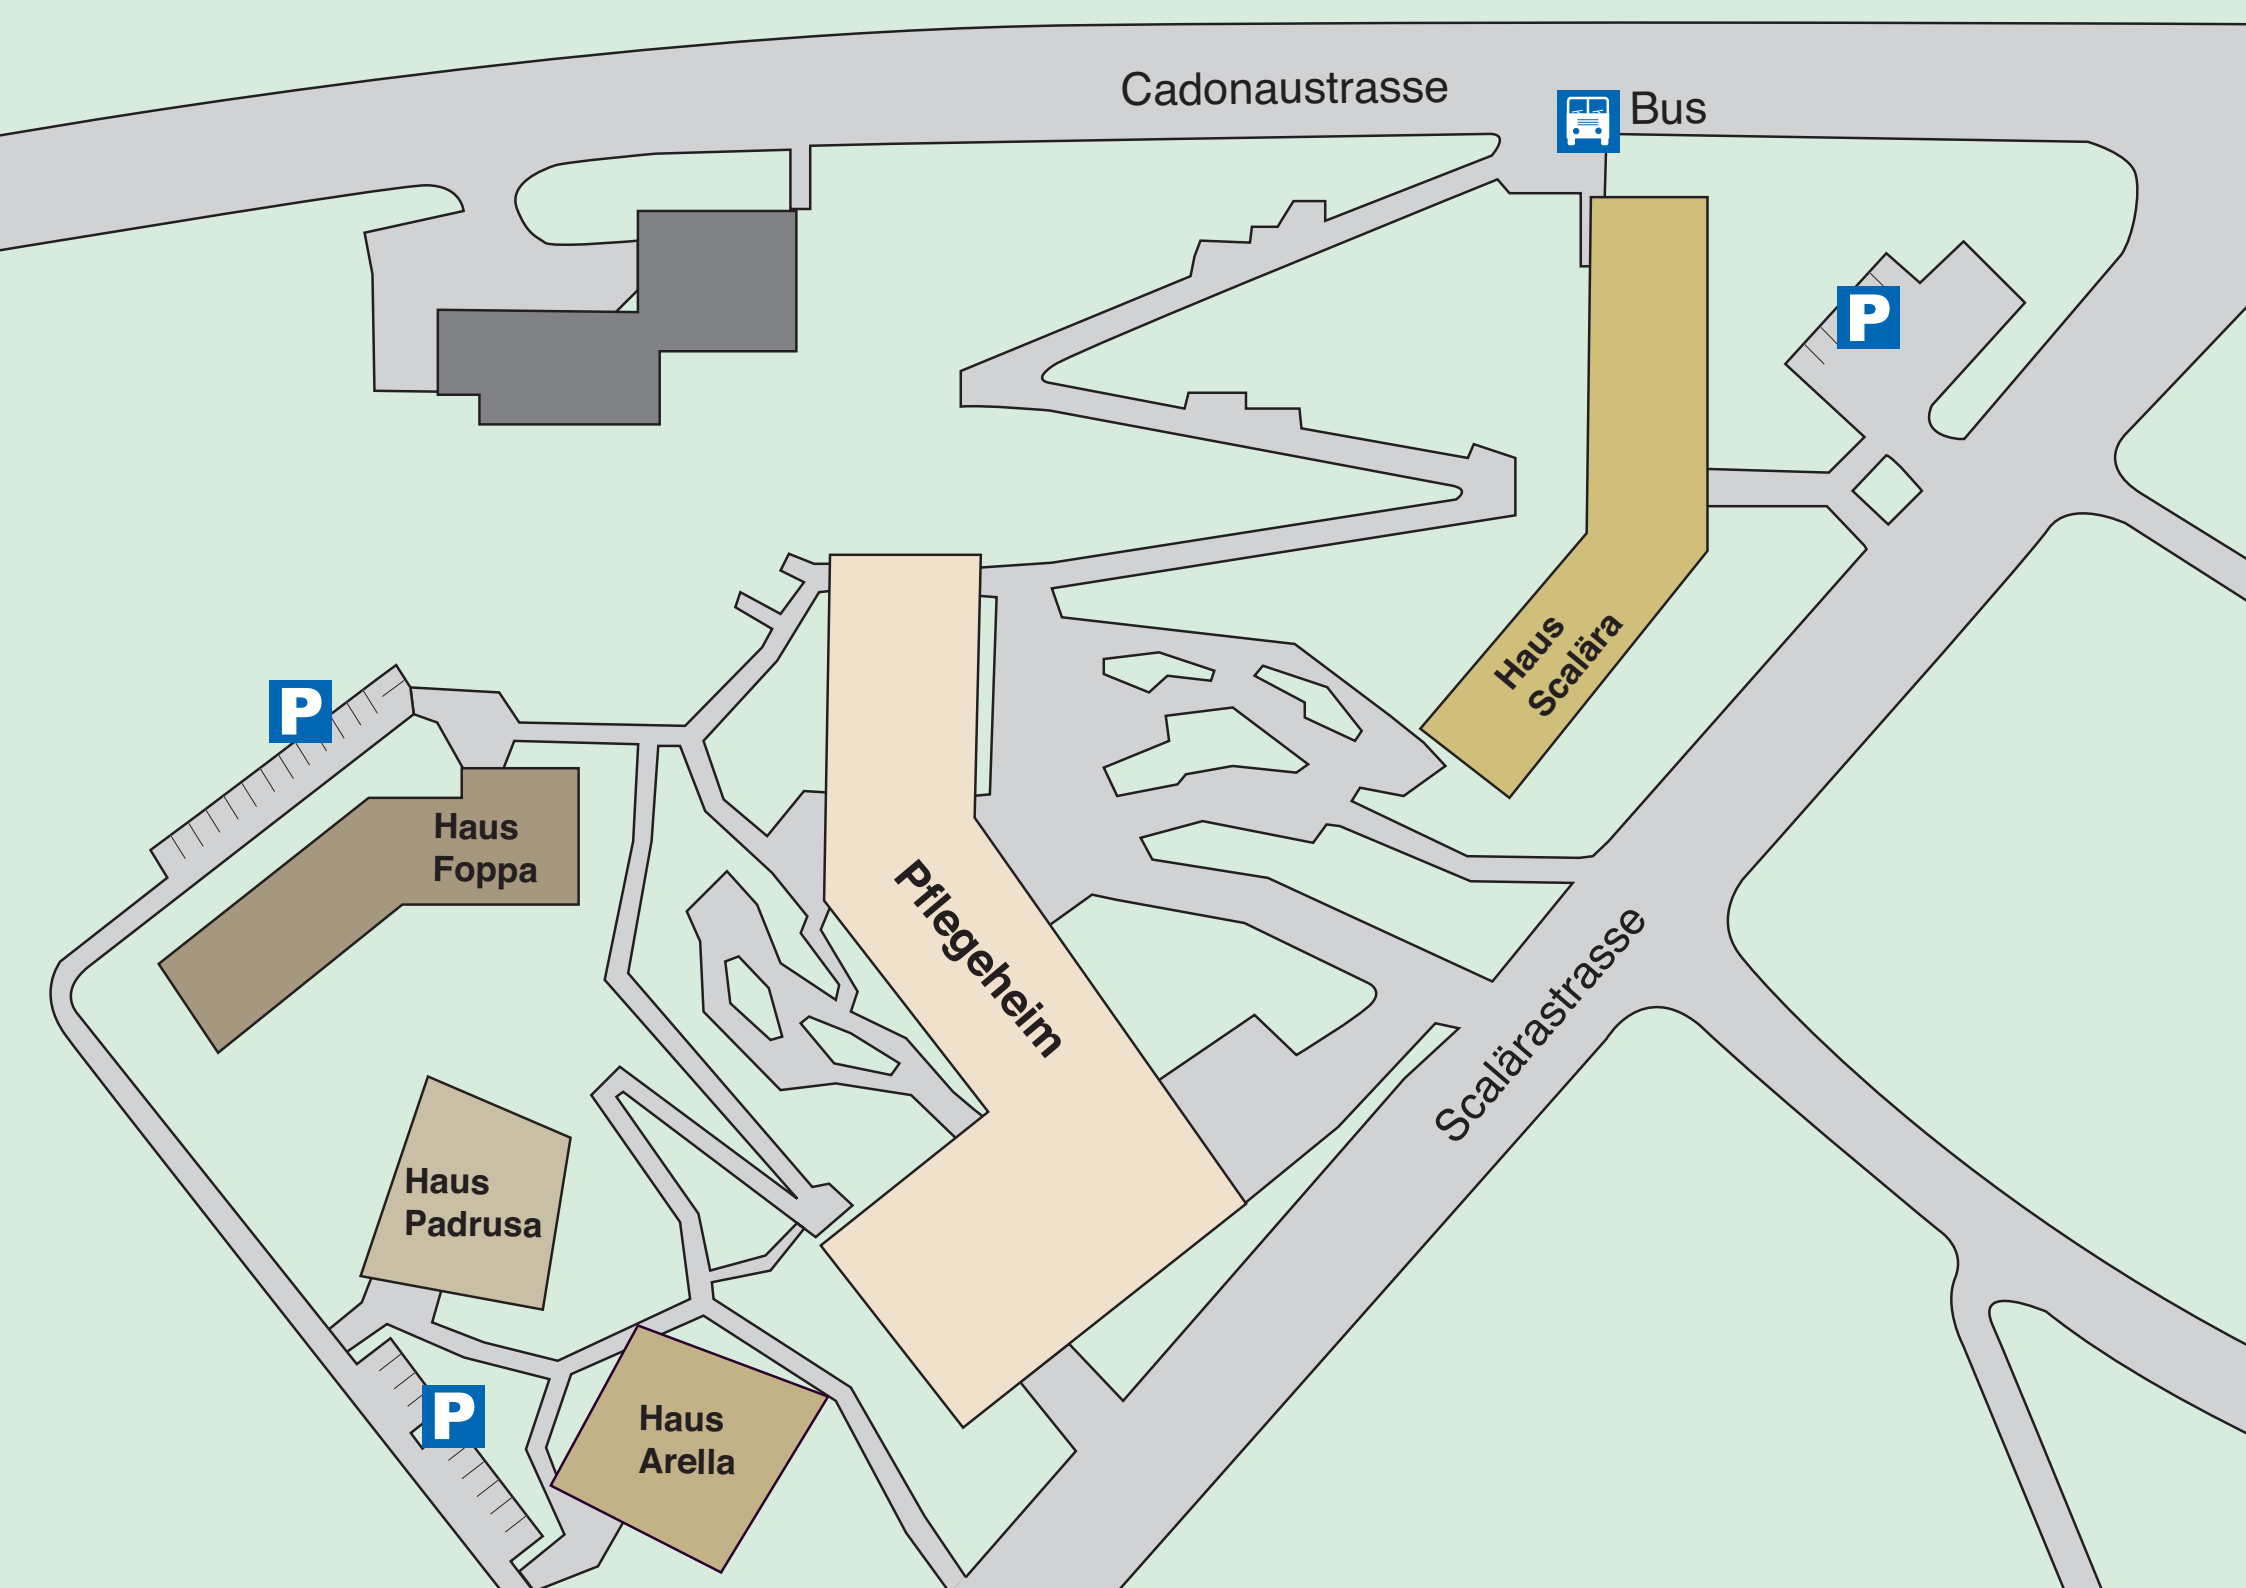 Cadonaustrasse
Bus
P
Haus
Scalära
P
Haus
Foppa
Pflegeheim
Scalärastrasse
Haus
Padrusa
P
Haus
Arella